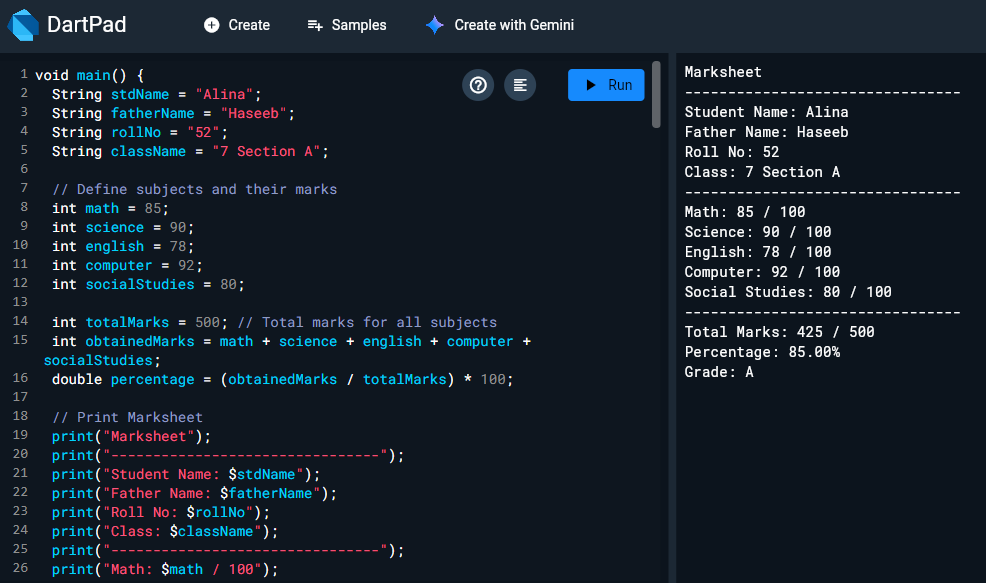 DartPad
Create
Samples
Create with Gemini
Run
1 void main() {
2 String stdName = "Alina";
3 String fatherName = "Haseeb";
4 String rollNo = "52";
5 String className = "7 Section A";
6
7 // Define subjects and their marks
8 int math = 85;
9 int science = 90;
10 int english = 78;
11 int computer = 92;
12 int socialStudies = 80;
13
14 int totalMarks = 500; // Total marks for all subjects
15 int obtainedMarks = math + science + english + computer +
socialStudies;
16 double percentage = (obtainedMarks / totalMarks) * 100;
17
18 // Print Marksheet
19 print("Marksheet");
20 print("--------------------------------");
21 print("Student Name: $stdName");
22 print("Father Name: $fatherName");
23 print("Roll No: $rollNo");
24 print("Class: $className");
25 print("--------------------------------");
26 print("Math: $math / 100");
Marksheet
--------------------------------
Student Name: Alina
Father Name: Haseeb
Roll No: 52
Class: 7 Section A
--------------------------------
Math: 85 / 100
Science: 90 / 100
English: 78 / 100
Computer: 92 / 100
Social Studies: 80 / 100
--------------------------------
Total Marks: 425 / 500
Percentage: 85.00%
Grade: A